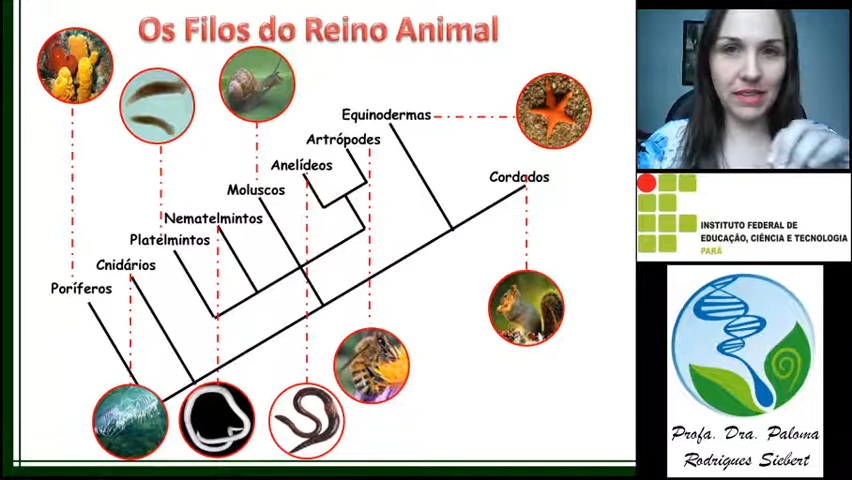 Os Filos do Reino Animal
Equinodermas
Artrópodes
Anelídeos
Cordados
Moluscos
Nematelmintos
Platelmintos
Cnidários
Poríferos
INSTITUTO FEDERAL DE
EDUCAÇÃO, CIÊNCIA E TECNOLOGIA
PARÁ
Profa. Dra. Paloma
Rodrigues Siebert